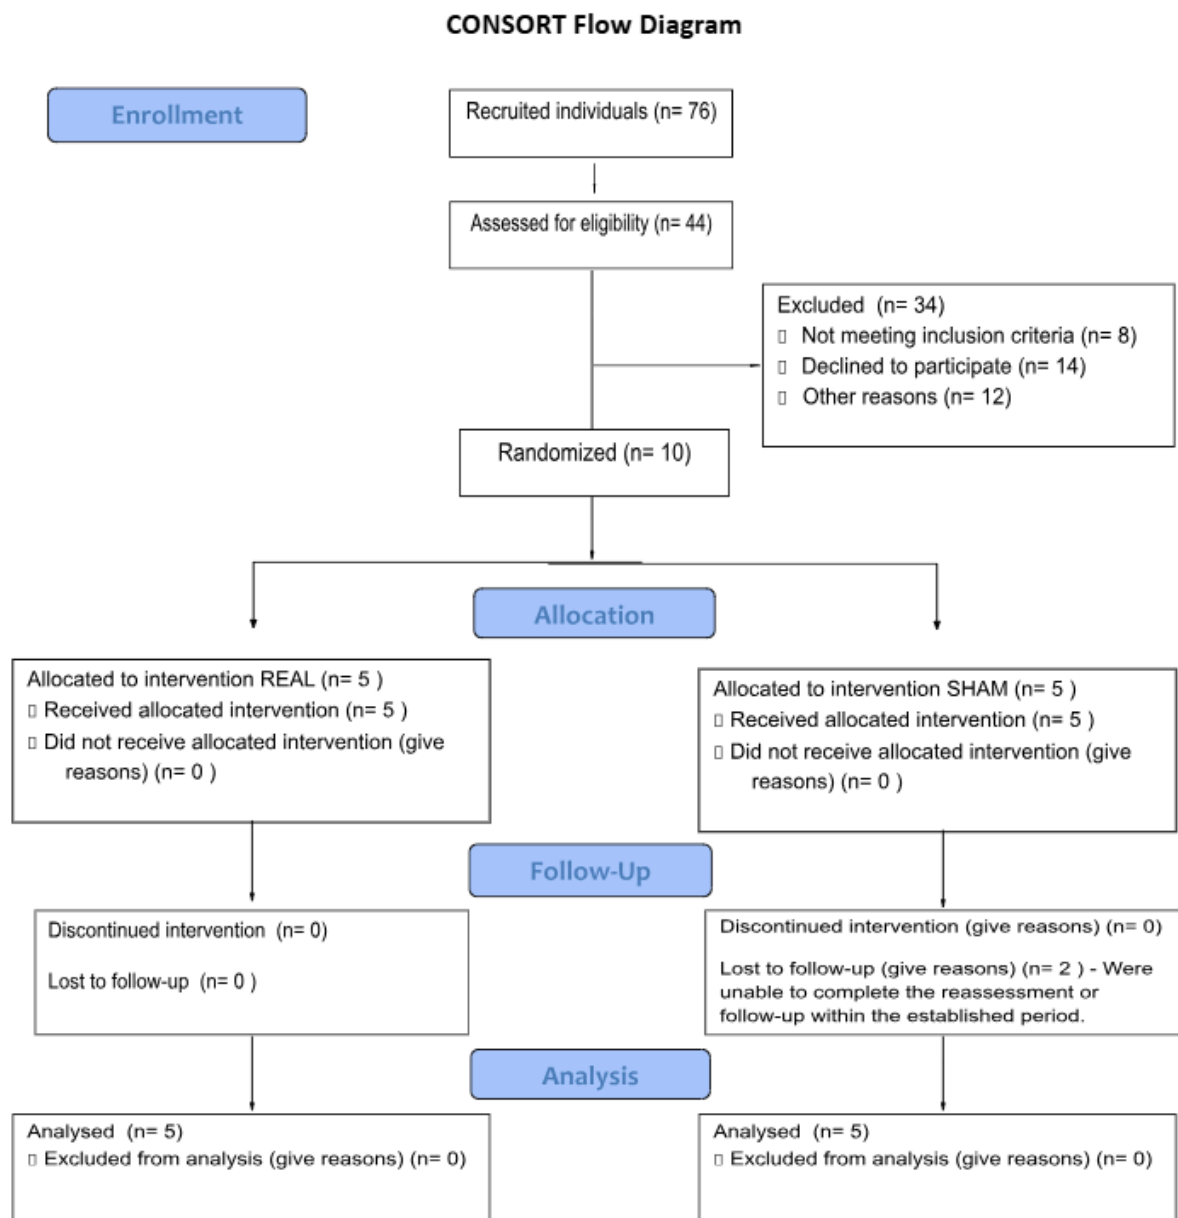 CONSORT Flow Diagram
Enrollment
Recruited individuals (n= 76)
Assessed for eligibility (n= 44)
Excluded (n= 34)
▯ Not meeting inclusion criteria (n= 8)
▯ Declined to participate (n= 14)
▯ Other reasons (n= 12)
Randomized (n= 10)
Allocation
Allocated to intervention REAL (n= 5 )
▯ Received allocated intervention (n= 5 )
▯ Did not receive allocated intervention (give
reasons) (n= 0 )
Allocated to intervention SHAM (n= 5 )
▯ Received allocated intervention (n= 5 )
▯ Did not receive allocated intervention (give
reasons) (n= 0 )
Follow-Up
Discontinued intervention (n= 0)
Lost to follow-up (n= 0 )
Discontinued intervention (give reasons) (n= 0)
Lost to follow-up (give reasons) (n= 2 ) - Were
unable to complete the reassessment or
follow-up within the established period.
Analysis
Analysed (n= 5)
▯ Excluded from analysis (give reasons) (n= 0)
Analysed (n= 5)
▯ Excluded from analysis (give reasons) (n= 0)